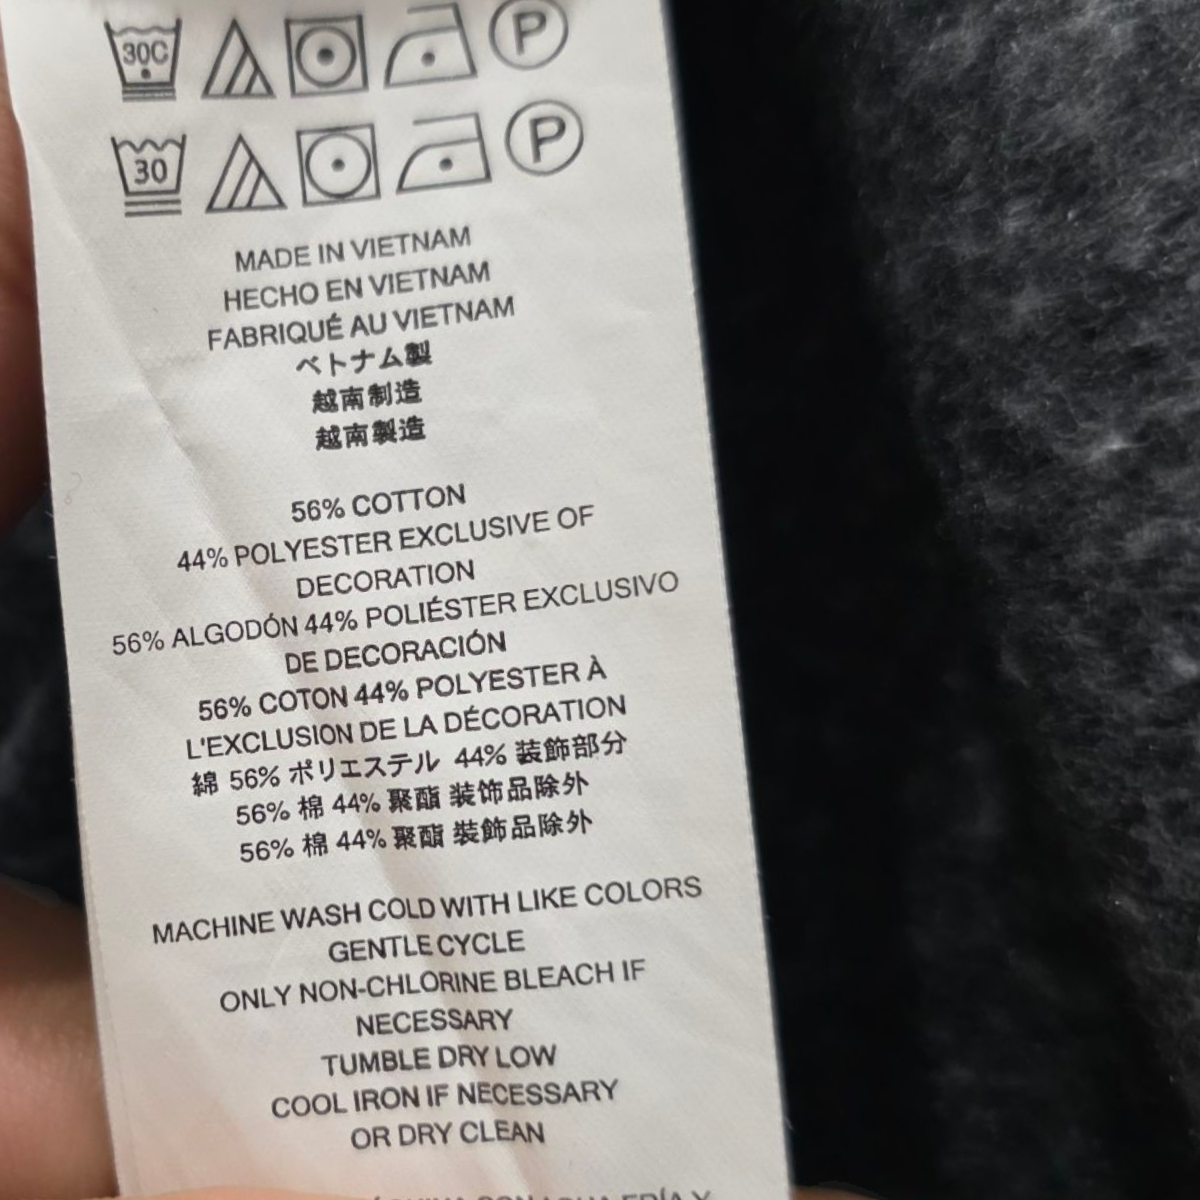 30C P
30 P
MADE IN VIETNAM
HECHO EN VIETNAM
FABRIQUÉ AU VIETNAM
ベトナム製
越南制造
越南製造
56% COTTON
44% POLYESTER EXCLUSIVE OF
DECORATION
56% ALGODÓN 44% POLIÉSTER EXCLUSIVO
DE DECORACIÓN
56% COTON 44% POLYESTER À
L'EXCLUSION DE LA DÉCORATION
綿 56% ポリエステル 44% 装飾部分
56% 棉 44% 聚酯 装饰品除外
56% 棉 44% 聚酯 裝飾品除外
MACHINE WASH COLD WITH LIKE COLORS
GENTLE CYCLE
ONLY NON-CHLORINE BLEACH IF
NECESSARY
TUMBLE DRY LOW
COOL IRON IF NECESSARY
OR DRY CLEAN